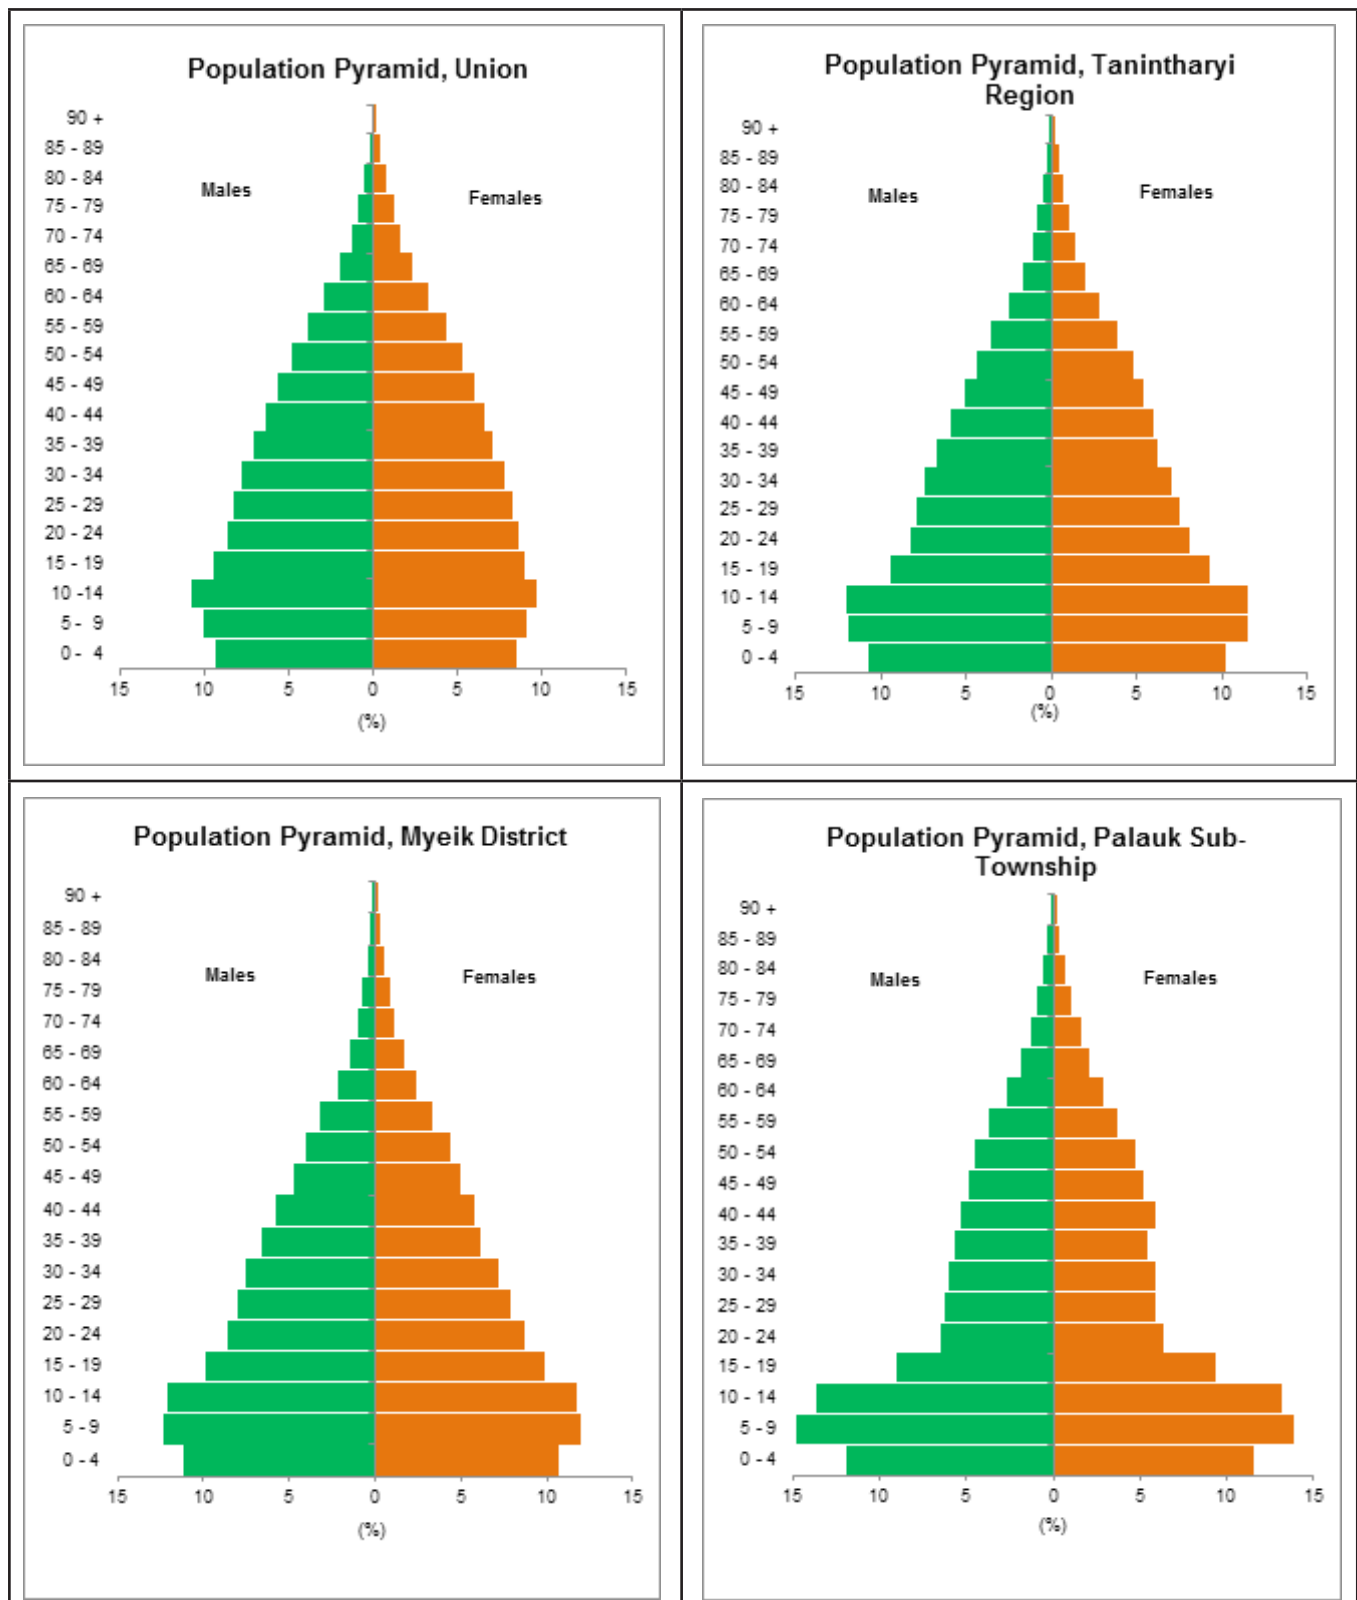 Population Pyramid, Union
90 +
85 - 89
80 - 84
75 - 79
70 - 74
65 - 69
60 - 64
55 - 59
50 - 54
45 - 49
40 - 44
35 - 39
30 - 34
25 - 29
20 - 24
15 - 19
10 -14
5 - 9
0 - 4
Males
Females
15 10 5 0 5 10 15
(%)
Population Pyramid, Tanintharyi
Region
90 +
85 - 89
80 - 84
75 - 79
70 - 74
65 - 69
60 - 64
55 - 59
50 - 54
45 - 49
40 - 44
35 - 39
30 - 34
25 - 29
20 - 24
15 - 19
10 - 14
5 - 9
0 - 4
Males
Females
15 10 5 0 5 10 15
(%)
Population Pyramid, Myeik District
90 +
85 - 89
80 - 84
75 - 79
70 - 74
65 - 69
60 - 64
55 - 59
50 - 54
45 - 49
40 - 44
35 - 39
30 - 34
25 - 29
20 - 24
15 - 19
10 - 14
5 - 9
0 - 4
Males
Females
15 10 5 0 5 10 15
(%)
Population Pyramid, Palauk Sub-
Township
90 +
85 - 89
80 - 84
75 - 79
70 - 74
65 - 69
60 - 64
55 - 59
50 - 54
45 - 49
40 - 44
35 - 39
30 - 34
25 - 29
20 - 24
15 - 19
10 - 14
5 - 9
0 - 4
Males
Females
15 10 5 0 5 10 15
(%)